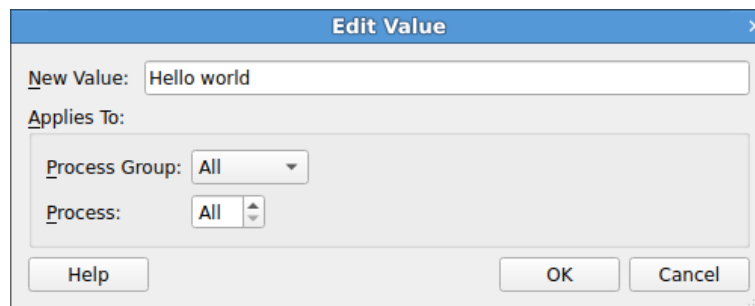 Edit Value
New Value: Hello world
Applies To:
Process Group: All
Process: All
Help OK Cancel